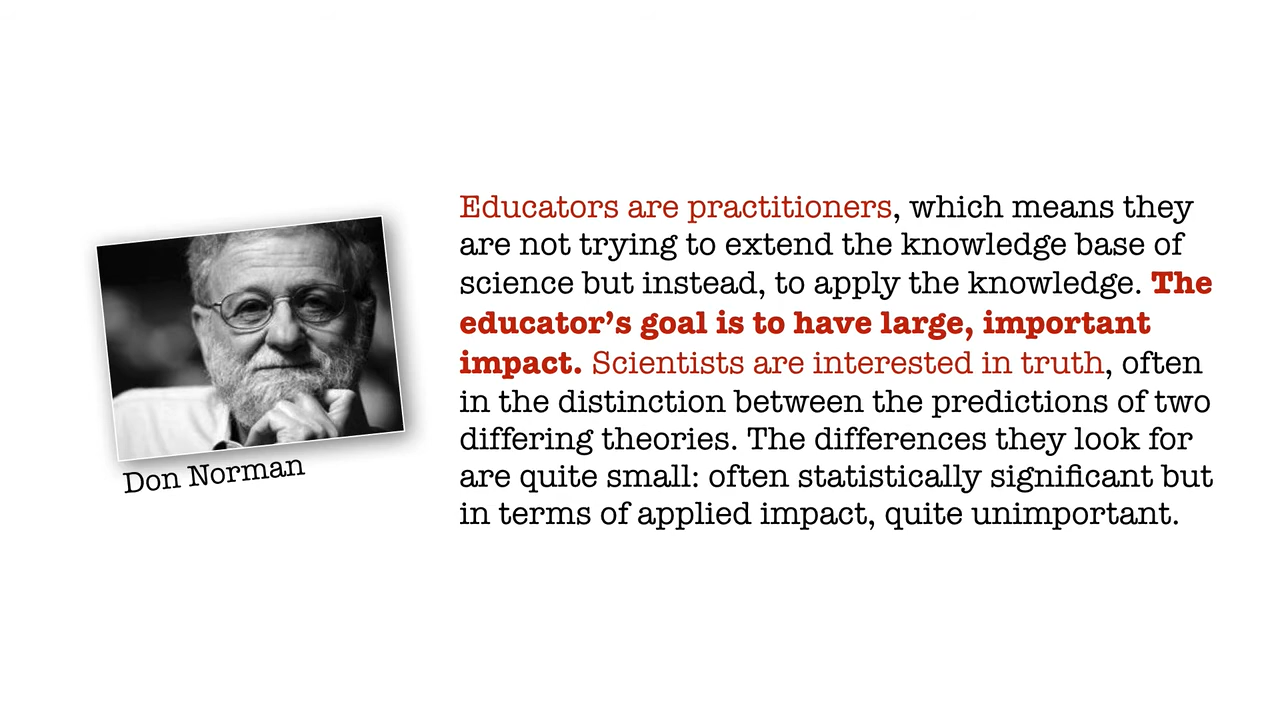 Educators are practitioners, which means they
are not trying to extend the knowledge base of
science but instead, to apply the knowledge. The
educator’s goal is to have large, important
impact. Scientists are interested in truth, often
in the distinction between the predictions of two
differing theories. The differences they look for
are quite small: often statistically significant but
in terms of applied impact, quite unimportant.
Don Norman